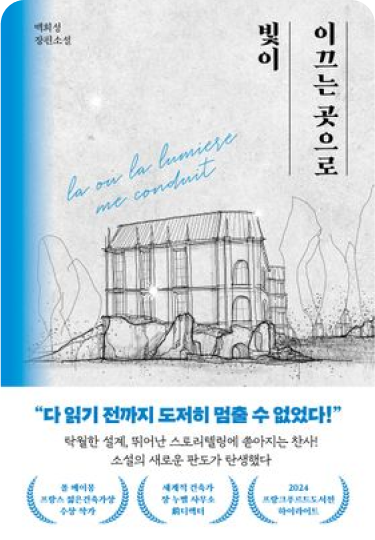 백희성
장편소설
빛이
이끄는 곳으로
la où la lumiere
me conduit
“다 읽기 전까지 도저히 멈출 수 없었다!”
탁월한 설계, 뛰어난 스토리텔링에 쏟아지는 찬사!
소설의 새로운 판도가 탄생했다
폴 메이몽
프랑스 젊은건축가상
수상 작가
세계적 건축가
장 누벨 사무소
前디렉터
2024
프랑크푸르트도서전
하이라이트